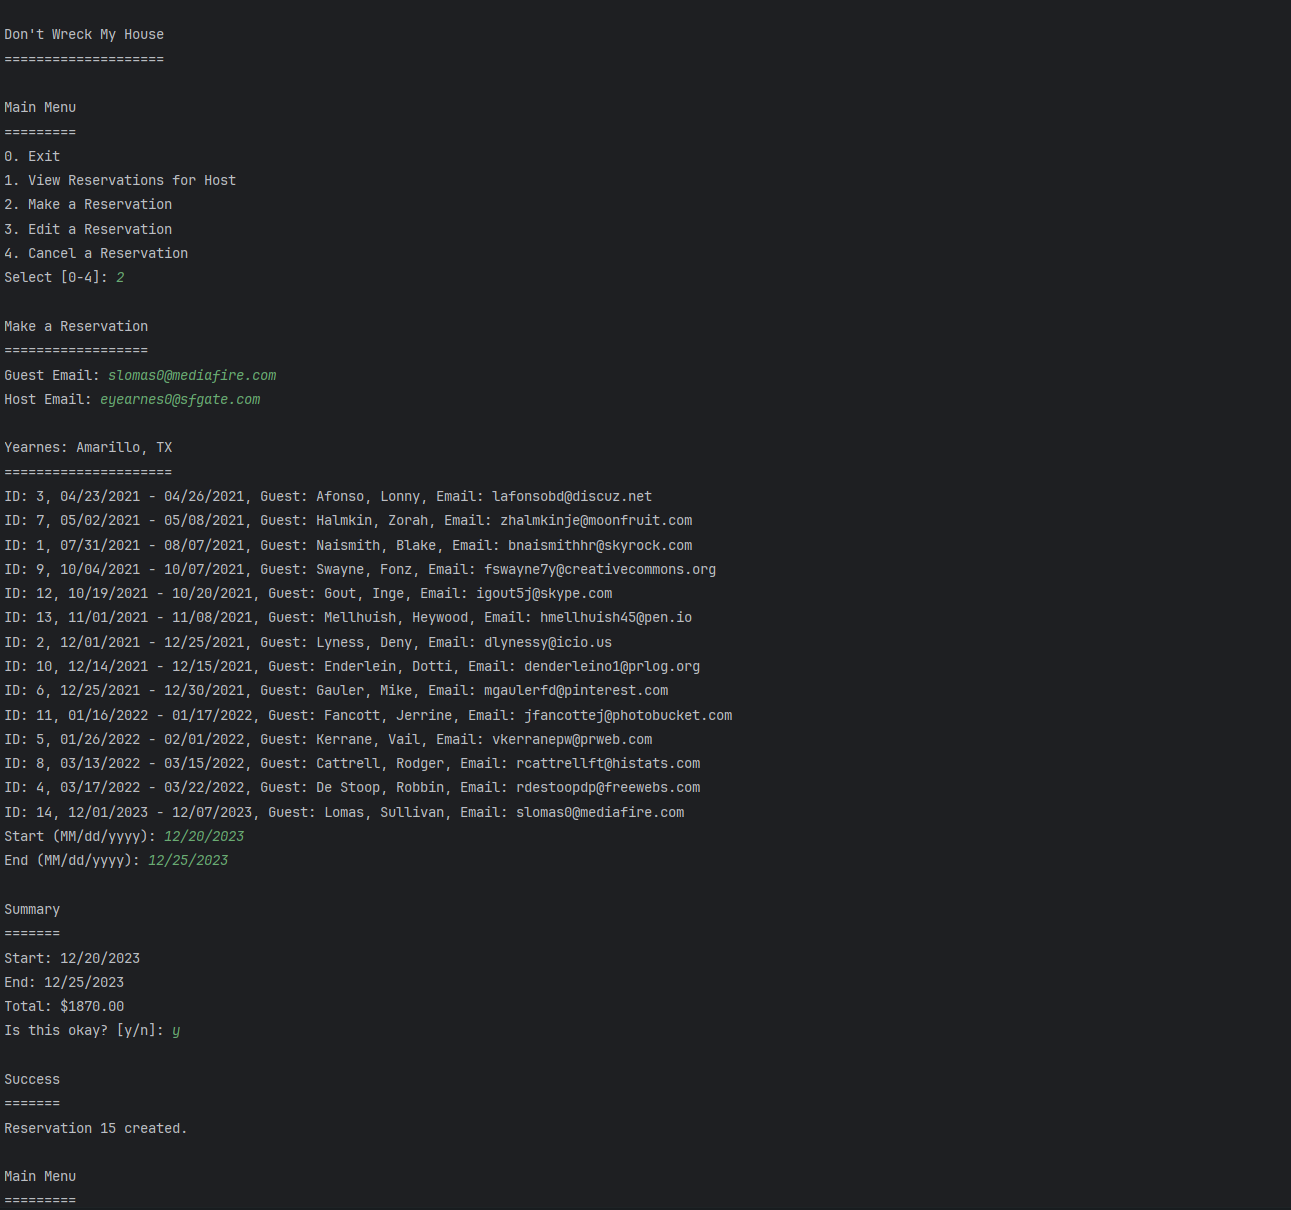 Don't Wreck My House
====================
Main Menu
=========
0. Exit
1. View Reservations for Host
2. Make a Reservation
3. Edit a Reservation
4. Cancel a Reservation
Select [0-4]: 2
Make a Reservation
==================
Guest Email: slomas0@mediafire.com
Host Email: eyearnes0@sfgate.com
Yearnes: Amarillo, TX
=====================
ID: 3, 04/23/2021 - 04/26/2021, Guest: Afonso, Lonny, Email: lafonsobd@discuz.net
ID: 7, 05/02/2021 - 05/08/2021, Guest: Halmkin, Zorah, Email: zhalmkinje@moonfruit.com
ID: 1, 07/31/2021 - 08/07/2021, Guest: Naismith, Blake, Email: bnaismithhr@skyrock.com
ID: 9, 10/04/2021 - 10/07/2021, Guest: Swayne, Fonz, Email: fswayne7y@creativecommons.org
ID: 12, 10/19/2021 - 10/20/2021, Guest: Gout, Inge, Email: igout5j@skype.com
ID: 13, 11/01/2021 - 11/08/2021, Guest: Mellhuish, Heywood, Email: hmellhuish45@pen.io
ID: 2, 12/01/2021 - 12/25/2021, Guest: Lyness, Deny, Email: dlynessy@icio.us
ID: 10, 12/14/2021 - 12/15/2021, Guest: Enderlein, Dotti, Email: denderleino1@prlog.org
ID: 6, 12/25/2021 - 12/30/2021, Guest: Gauler, Mike, Email: mgaulerfd@pinterest.com
ID: 11, 01/16/2022 - 01/17/2022, Guest: Fancott, Jerrine, Email: jfancottej@photobucket.com
ID: 5, 01/26/2022 - 02/01/2022, Guest: Kerrane, Vail, Email: vkerranepw@prweb.com
ID: 8, 03/13/2022 - 03/15/2022, Guest: Cattrell, Rodger, Email: rcattrellft@histats.com
ID: 4, 03/17/2022 - 03/22/2022, Guest: De Stoop, Robbin, Email: rdestoopdp@freewebs.com
ID: 14, 12/01/2023 - 12/07/2023, Guest: Lomas, Sullivan, Email: slomas0@mediafire.com
Start (MM/dd/yyyy): 12/20/2023
End (MM/dd/yyyy): 12/25/2023
Summary
=======
Start: 12/20/2023
End: 12/25/2023
Total: $1870.00
Is this okay? [y/n]: y
Success
=======
Reservation 15 created.
Main Menu
=========